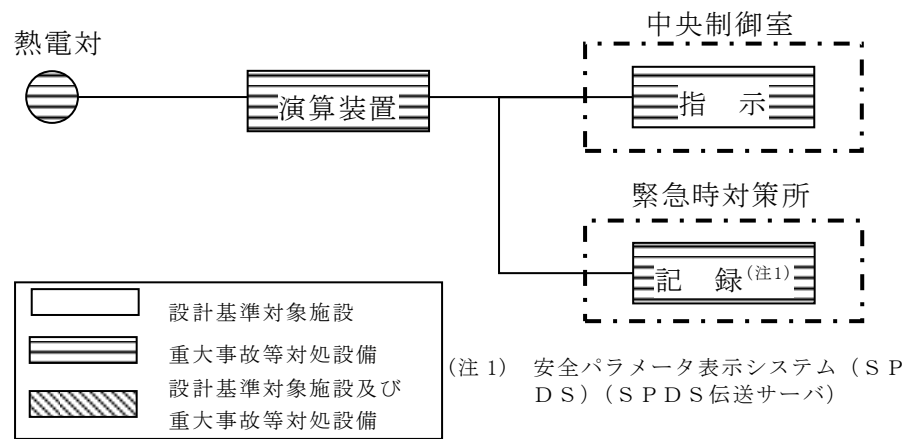 中央制御室
熱電対
演算装置
指　示
緊急時対策所
記　録(注1)
設計基準対象施設
重大事故等対処設備
設計基準対象施設及び
重大事故等対処設備
(注 1)　安全パラメータ表示システム（ＳＰ
ＤＳ）（ＳＰＤＳ伝送サーバ）